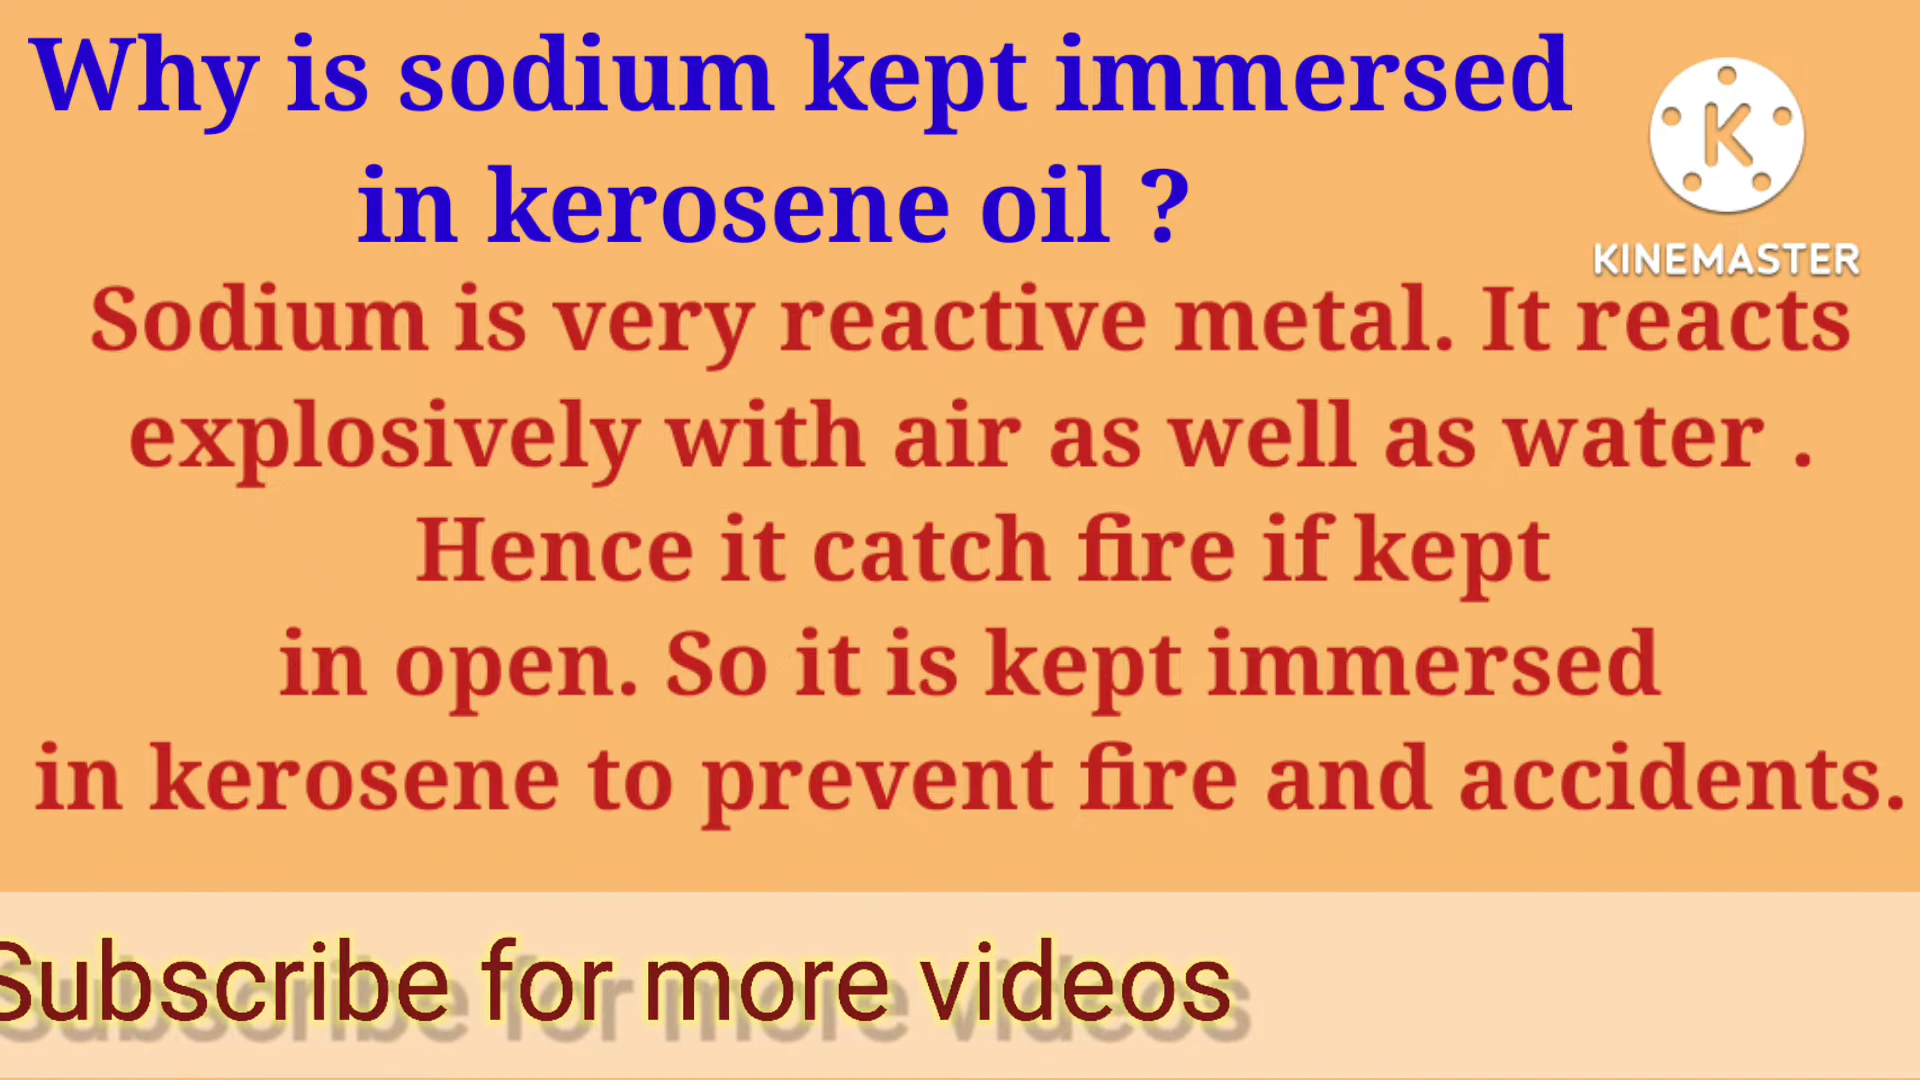 Why is sodium kept immersed
in kerosene oil ?
K
KINEMASTER
Sodium is very reactive metal. It reacts
explosively with air as well as water .
Hence it catch fire if kept
in open. So it is kept immersed
in kerosene to prevent fire and accidents.
Subscribe for more videos